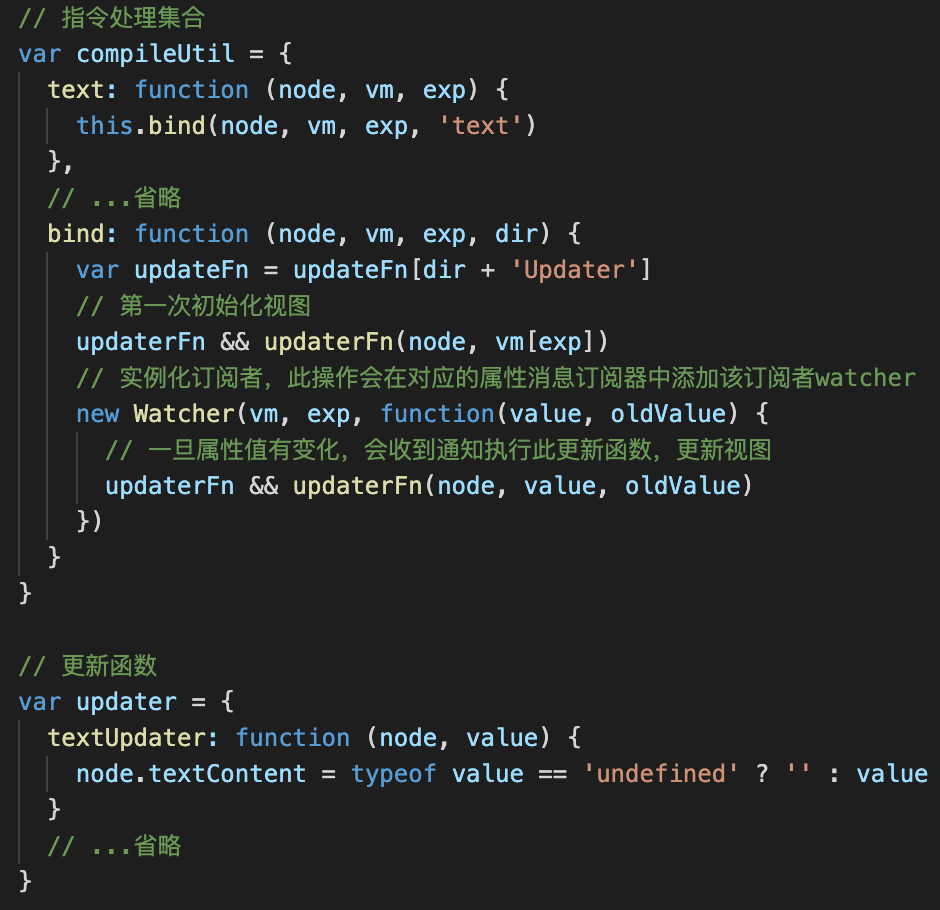 // 指令处理集合
var compileUtil = {
  text: function (node, vm, exp) {
    this.bind(node, vm, exp, 'text')
  },
  // ...省略
  bind: function (node, vm, exp, dir) {
    var updateFn = updateFn[dir + 'Updater']
    // 第一次初始化视图
    updaterFn && updaterFn(node, vm[exp])
    // 实例化订阅者，此操作会在对应的属性消息订阅器中添加该订阅者watcher
    new Watcher(vm, exp, function(value, oldValue) {
      // 一旦属性值有变化，会收到通知执行此更新函数，更新视图
      updaterFn && updaterFn(node, value, oldValue)
    })
  }
}

// 更新函数
var updater = {
  textUpdater: function (node, value) {
    node.textContent = typeof value == 'undefined' ? '' : value
  }
  // ...省略
}